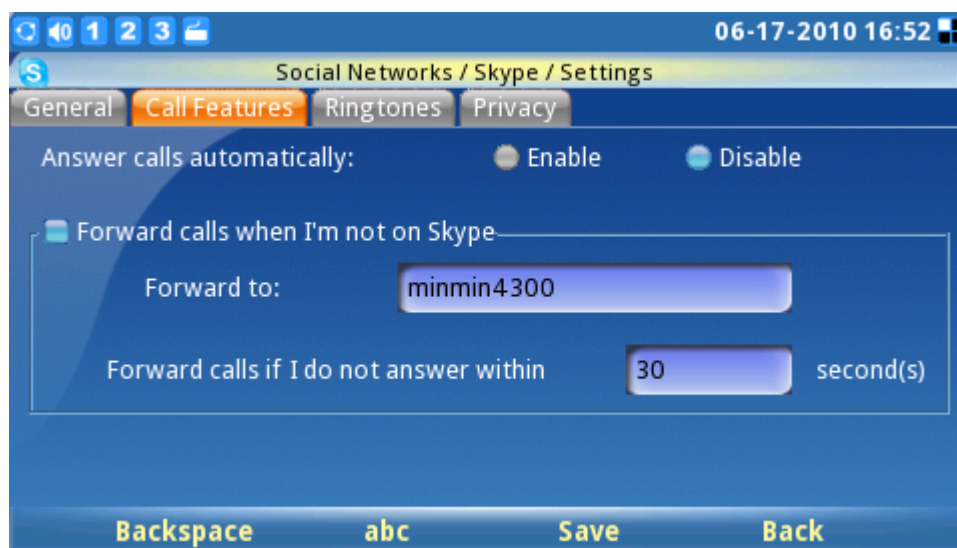 1 2 3 06-17-2010 16:52
S Social Networks / Skype / Settings
General Call Features Ringtones Privacy
Answer calls automatically: Enable Disable
Forward calls when I'm not on Skype
Forward to: minmin4300
Forward calls if I do not answer within 30 second(s)
Backspace abc Save Back